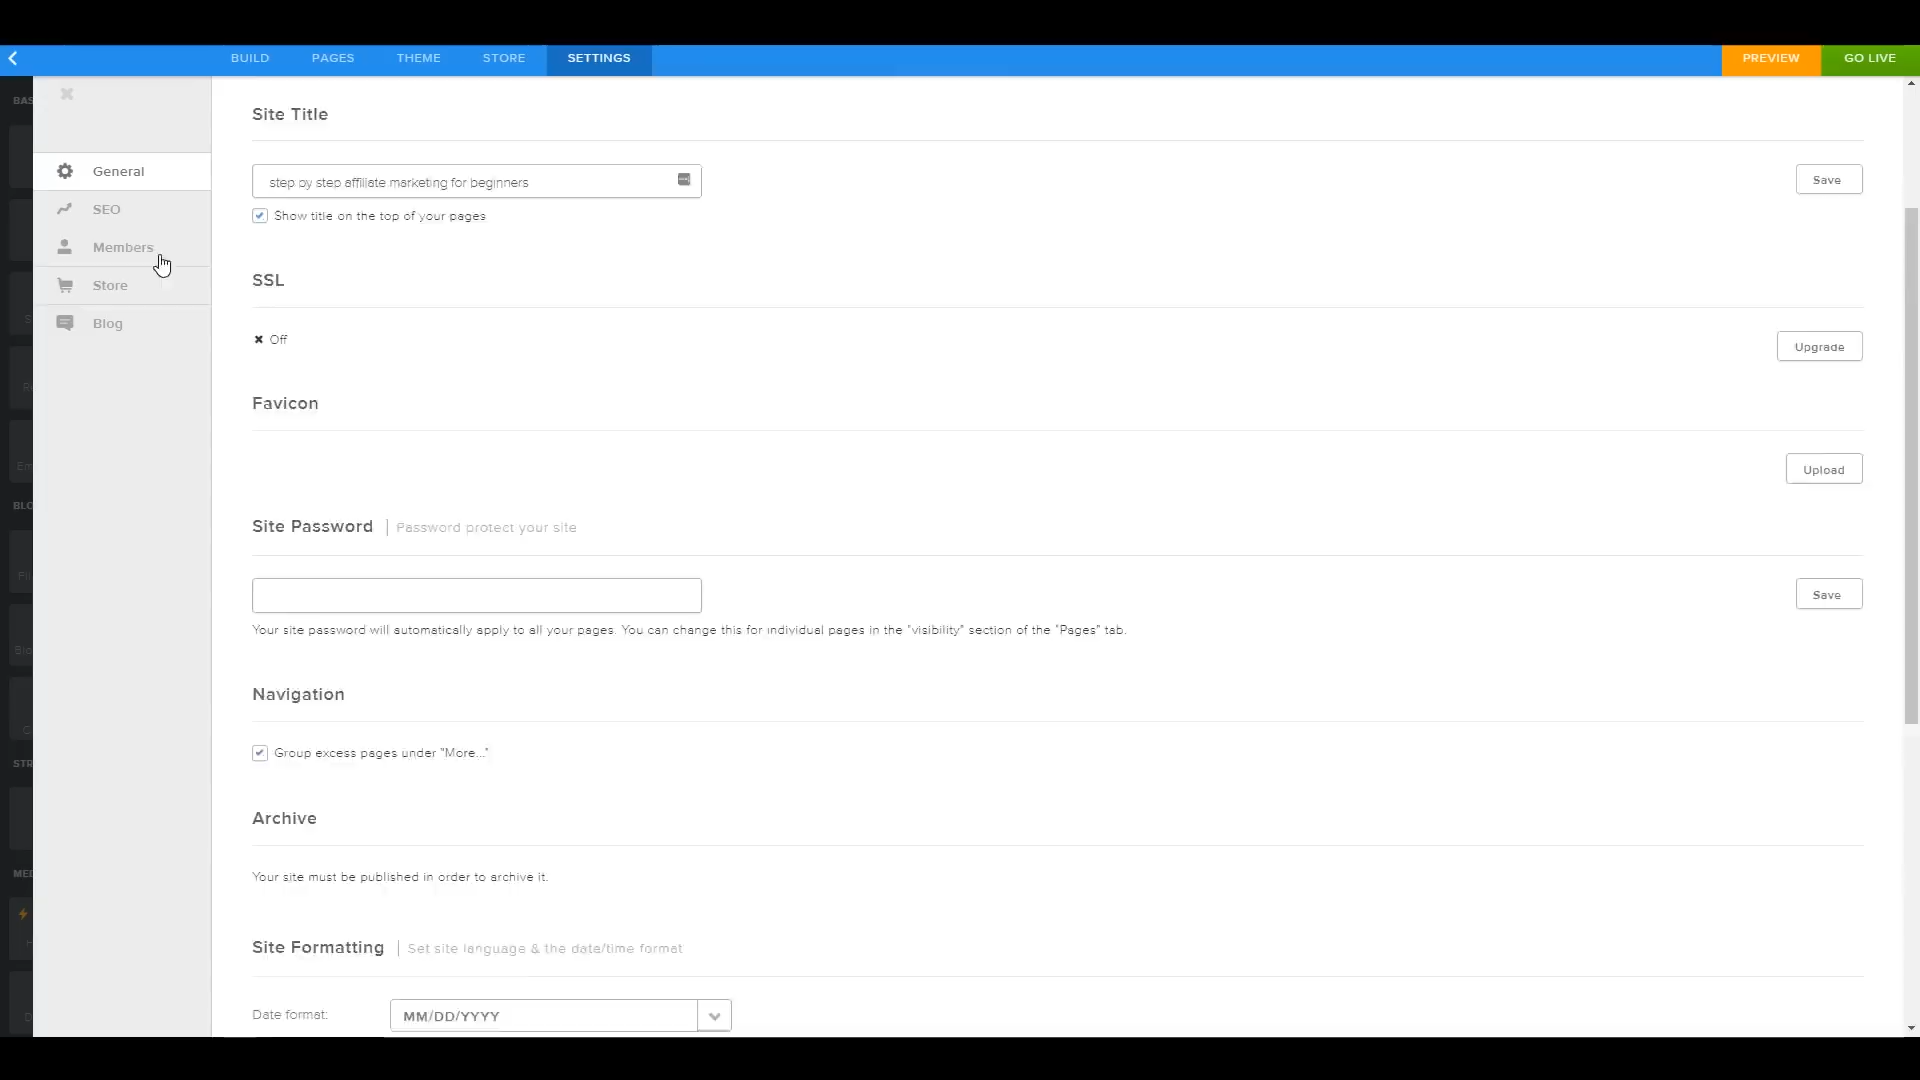 BUILD PAGES THEME STORE SETTINGS PREVIEW GO LIVE
BAS
General
SEO
Members
Store
Blog
BLO
STR
MED
Site Title
step by step affiliate marketing for beginners
Save
Show title on the top of your pages
SSL
Off
Upgrade
Favicon
Upload
Site Password | Password protect your site
Save
Your site password will automatically apply to all your pages. You can change this for individual pages in the "visibility" section of the "Pages" tab.
Navigation
Group excess pages under "More..."
Archive
Your site must be published in order to archive it.
Site Formatting | Set site language & the date/time format
Date format: MM/DD/YYYY